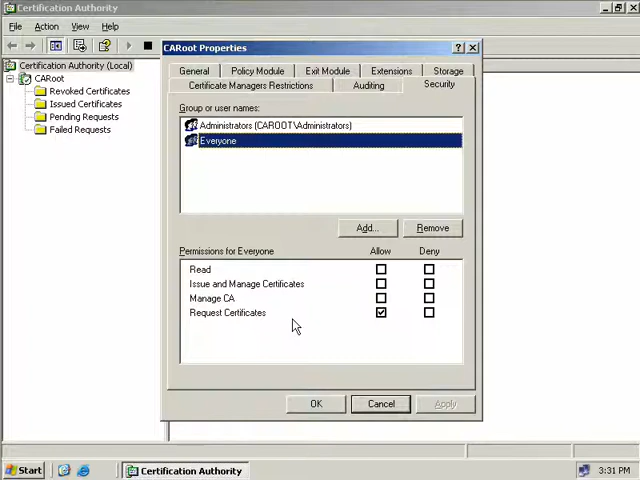 Certification Authority
File Action View Help
Certification Authority (Local)
CARoot
Revoked Certificates
Issued Certificates
Pending Requests
Failed Requests
CARoot Properties
General Policy Module Exit Module Extensions Storage
Certificate Managers Restrictions Auditing Security
Group or user names:
Administrators (CAROOT\Administrators)
Everyone
Add... Remove
Permissions for Everyone Allow Deny
Read
Issue and Manage Certificates
Manage CA
Request Certificates
OK Cancel Apply
Start Certification Authority 3:31 PM